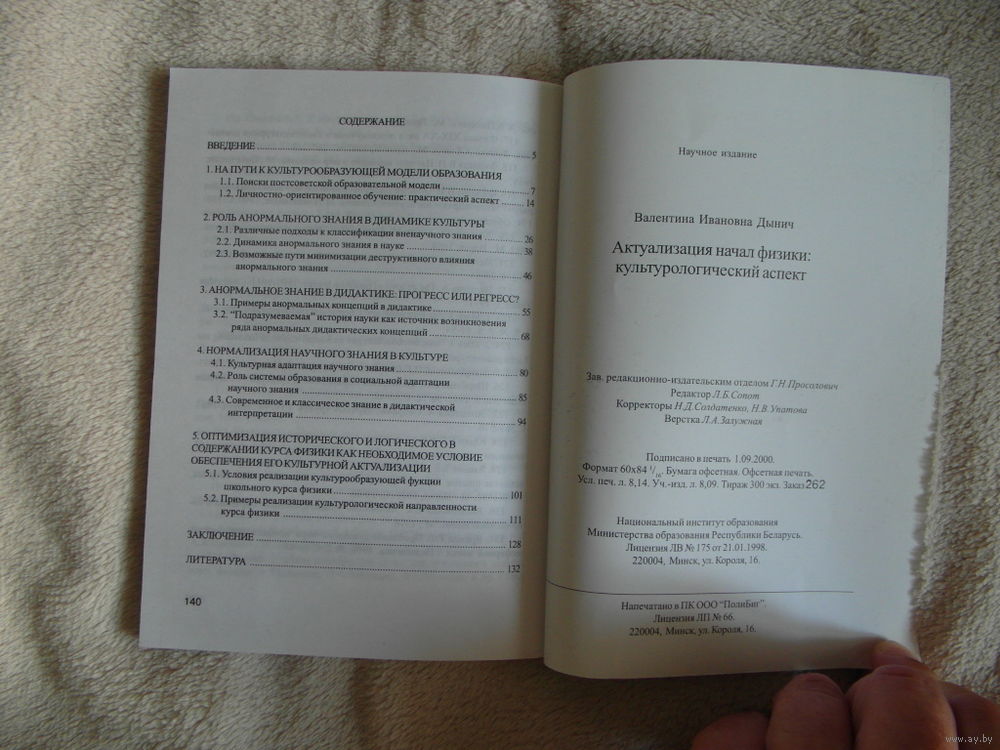 СОДЕРЖАНИЕ
ВВЕДЕНИЕ ..... 5
1. НА ПУТИ К КУЛЬТУРООБРАЗУЮЩЕЙ МОДЕЛИ ОБРАЗОВАНИЯ
1.1. Поиски постсоветской образовательной модели ..... 7
1.2. Личностно-ориентированное обучение: практический аспект ..... 14
2. РОЛЬ АНОРМАЛЬНОГО ЗНАНИЯ В ДИНАМИКЕ КУЛЬТУРЫ
2.1. Различные подходы к классификации вненаучного знания ..... 26
2.2. Динамика анормального знания в науке ..... 38
2.3. Возможные пути минимизации деструктивного влияния
анормального знания ..... 46
3. АНОРМАЛЬНОЕ ЗНАНИЕ В ДИДАКТИКЕ: ПРОГРЕСС ИЛИ РЕГРЕСС?
3.1. Примеры анормальных концепций в дидактике ..... 55
3.2. "Подразумеваемая" история науки как источник возникновения
ряда анормальных дидактических концепций ..... 68
4. НОРМАЛИЗАЦИЯ НАУЧНОГО ЗНАНИЯ В КУЛЬТУРЕ
4.1. Культурная адаптация научного знания ..... 80
4.2. Роль системы образования в социальной адаптации
научного знания ..... 85
4.3. Современное и классическое знание в дидактической
интерпретации ..... 94
5. ОПТИМИЗАЦИЯ ИСТОРИЧЕСКОГО И ЛОГИЧЕСКОГО В
СОДЕРЖАНИИ КУРСА ФИЗИКИ КАК НЕОБХОДИМОЕ УСЛОВИЕ
ОБЕСПЕЧЕНИЯ ЕГО КУЛЬТУРНОЙ АКТУАЛИЗАЦИИ
5.1. Условия реализации культурообразующей фукции
школьного курса физики ..... 101
5.2. Примеры реализации культурологической направленности
курса физики ..... 111
ЗАКЛЮЧЕНИЕ ..... 128
ЛИТЕРАТУРА ..... 132
140
Научное издание
Валентина Ивановна Дынич
Актуализация начал физики:
культурологический аспект
Зав. редакционно-издательским отделом Г.Н.Просолович
Редактор Л.Б.Сопот
Корректоры Н.Д.Солдатенко, Н.В.Упатова
Верстка Л.А.Залужная
Подписано в печать 1.09.2000.
Формат 60х84 1/16. Бумага офсетная. Офсетная печать.
Усл. печ. л. 8,14. Уч.-изд. л. 8,09. Тираж 300 экз. Заказ 262
Национальный институт образования
Министерства образования Республики Беларусь.
Лицензия ЛВ № 175 от 21.01.1998.
220004, Минск, ул. Короля, 16.
Напечатано в ПК ООО "ПолиБиг".
Лицензия ЛП № 66.
220004, Минск, ул. Короля, 16.
www.ay.by